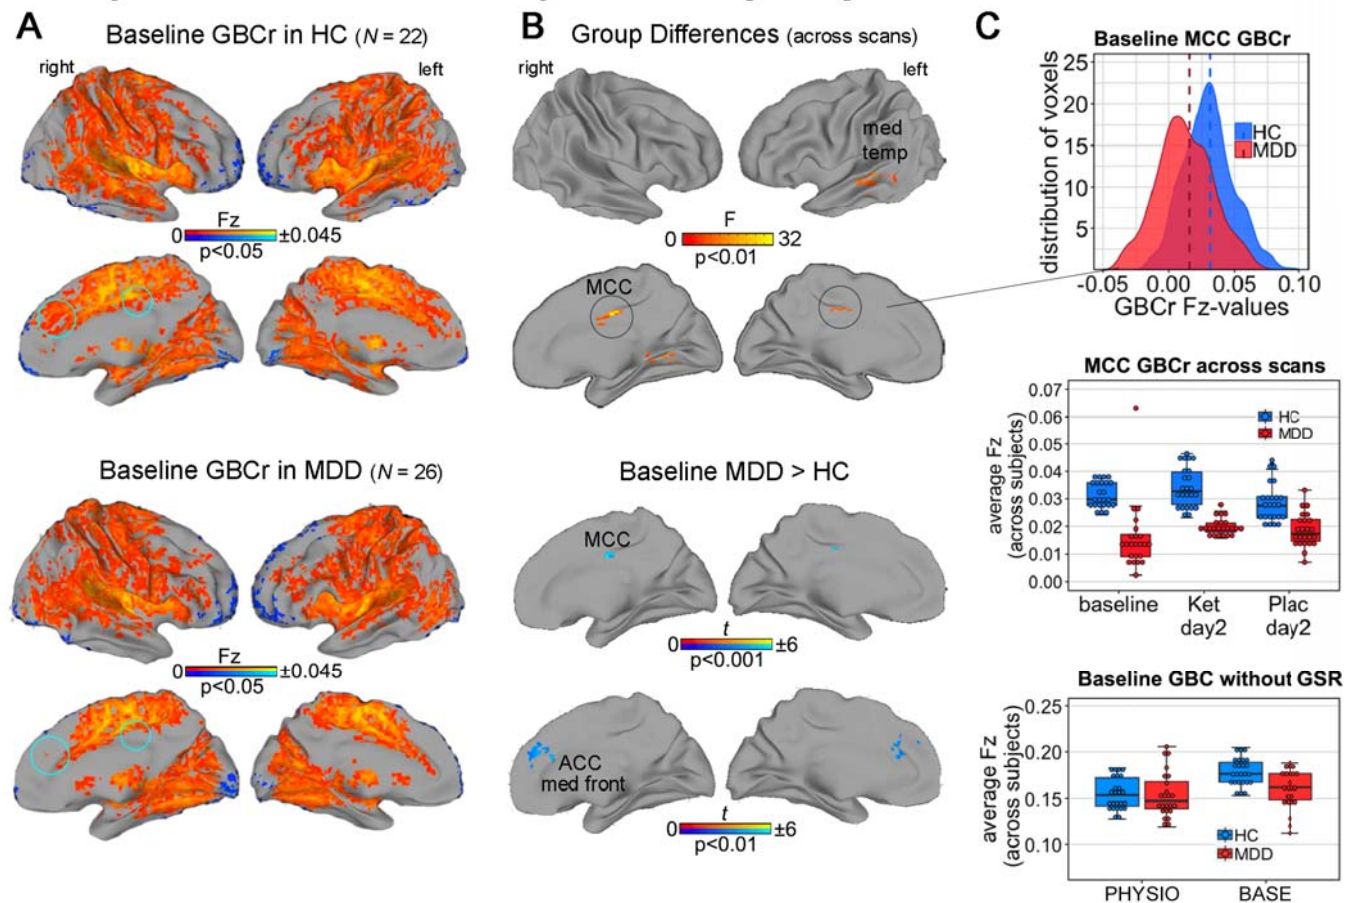 A
Baseline GBCr in HC (N = 22)
right
left
Fz
0
±0.045
p<0.05
Baseline GBCr in MDD (N = 26)
Fz
0
±0.045
p<0.05
B
Group Differences (across scans)
right
left
med
temp
F
0
32
p<0.01
MCC
Baseline MDD > HC
MCC
t
0
±6
p<0.001
ACC
med front
t
0
±6
p<0.01
C
Baseline MCC GBCr
distribution of voxels
25
20
15
10
5
HC
MDD
-0.05
0.00
0.05
0.10
GBCr Fz-values
MCC GBCr across scans
average Fz
(across subjects)
0.07
0.06
0.05
0.04
0.03
0.02
0.01
0.00
HC
MDD
baseline
Ket
day2
Plac
day2
Baseline GBC without GSR
average Fz
(across subjects)
0.25
0.20
0.15
0.10
HC
MDD
PHYSIO
BASE